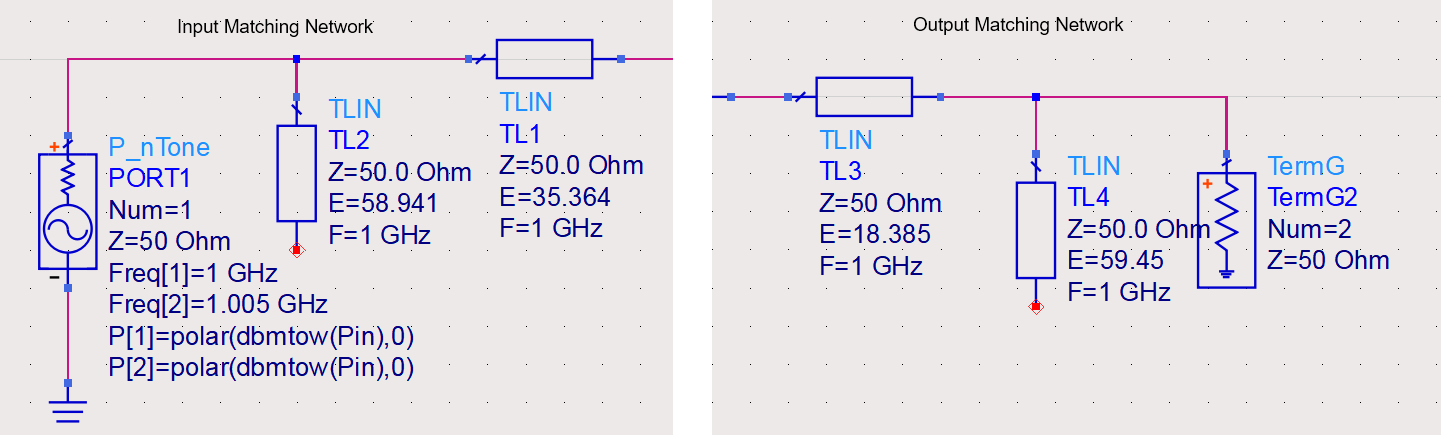 Input Matching Network
P_nTone
PORT1
Num=1
Z=50 Ohm
Freq[1]=1 GHz
Freq[2]=1.005 GHz
P[1]=polar(dbmtow(Pin),0)
P[2]=polar(dbmtow(Pin),0)
TLIN
TL2
Z=50.0 Ohm
E=58.941
F=1 GHz
TLIN
TL1
Z=50.0 Ohm
E=35.364
F=1 GHz
Output Matching Network
TLIN
TL3
Z=50 Ohm
E=18.385
F=1 GHz
TLIN
TL4
Z=50.0 Ohm
E=59.45
F=1 GHz
TermG
TermG2
Num=2
Z=50 Ohm